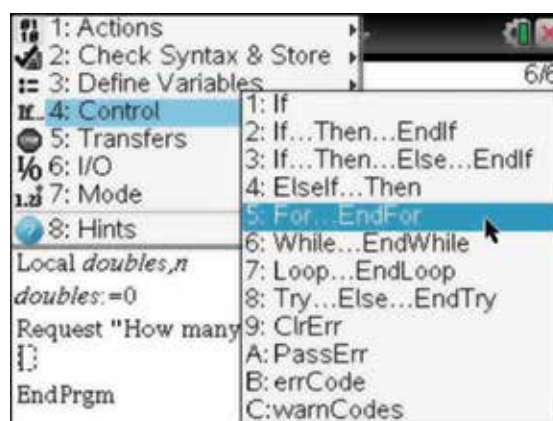 1: Actions
2: Check Syntax & Store
3: Define Variables
4: Control
5: Transfers
6: I/O
7: Mode
8: Hints
6/6
1: If
2: If...Then...EndIf
3: If...Then...Else...EndIf
4: ElseIf...Then
5: For...EndFor
6: While...EndWhile
7: Loop...EndLoop
8: Try...Else...EndTry
9: ClrErr
A: PassErr
B: errCode
C:warnCodes
Local doubles,n
doubles:=0
Request "How many
EndPrgm